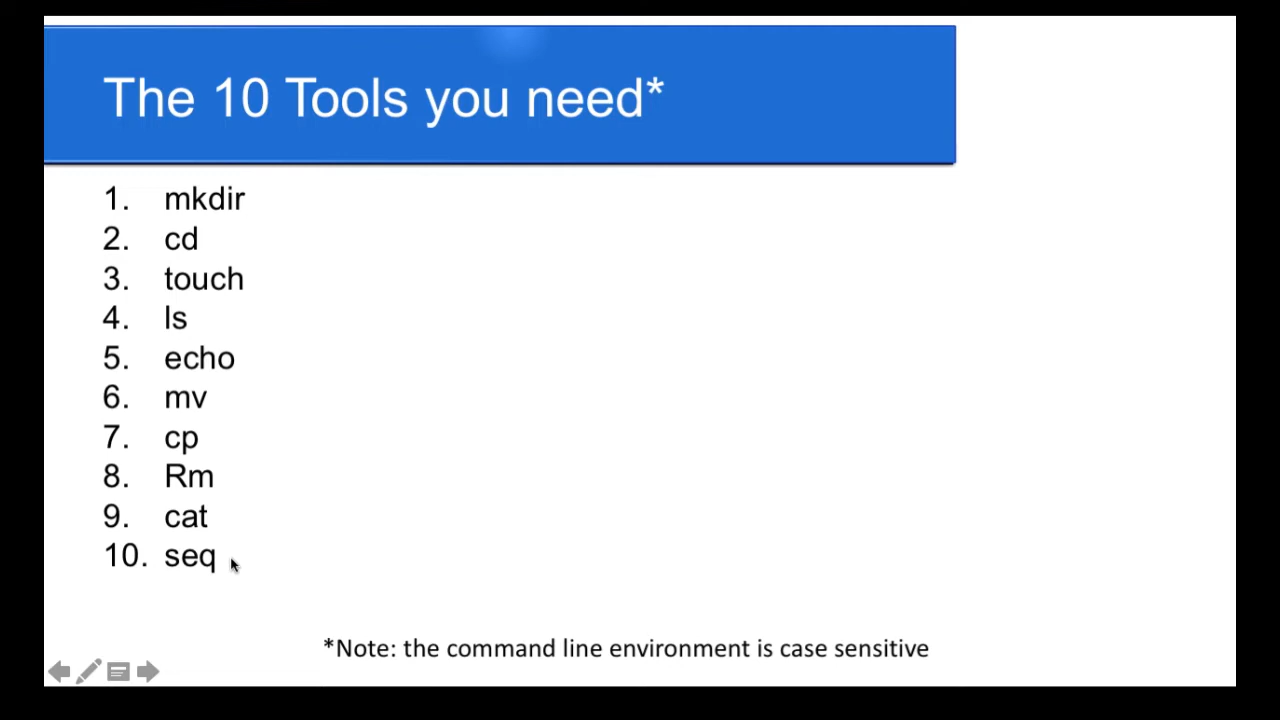 The 10 Tools you need*
1. mkdir
2. cd
3. touch
4. ls
5. echo
6. mv
7. cp
8. Rm
9. cat
10. seq
*Note: the command line environment is case sensitive